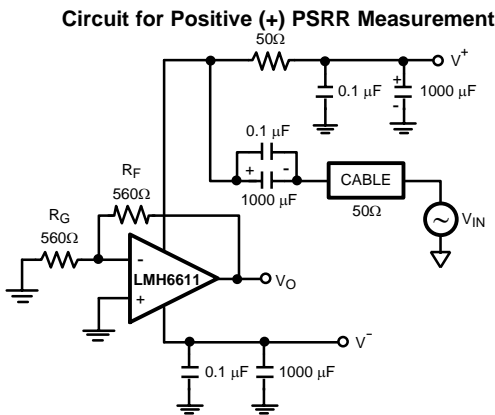 Circuit for Positive (+) PSRR Measurement
50Ω
V+
0.1 μF
+
-
1000 μF
0.1 μF
+
-
1000 μF
CABLE
50Ω
VIN
RF
560Ω
RG
560Ω
-
LMH6611
+
VO
V-
0.1 μF
1000 μF